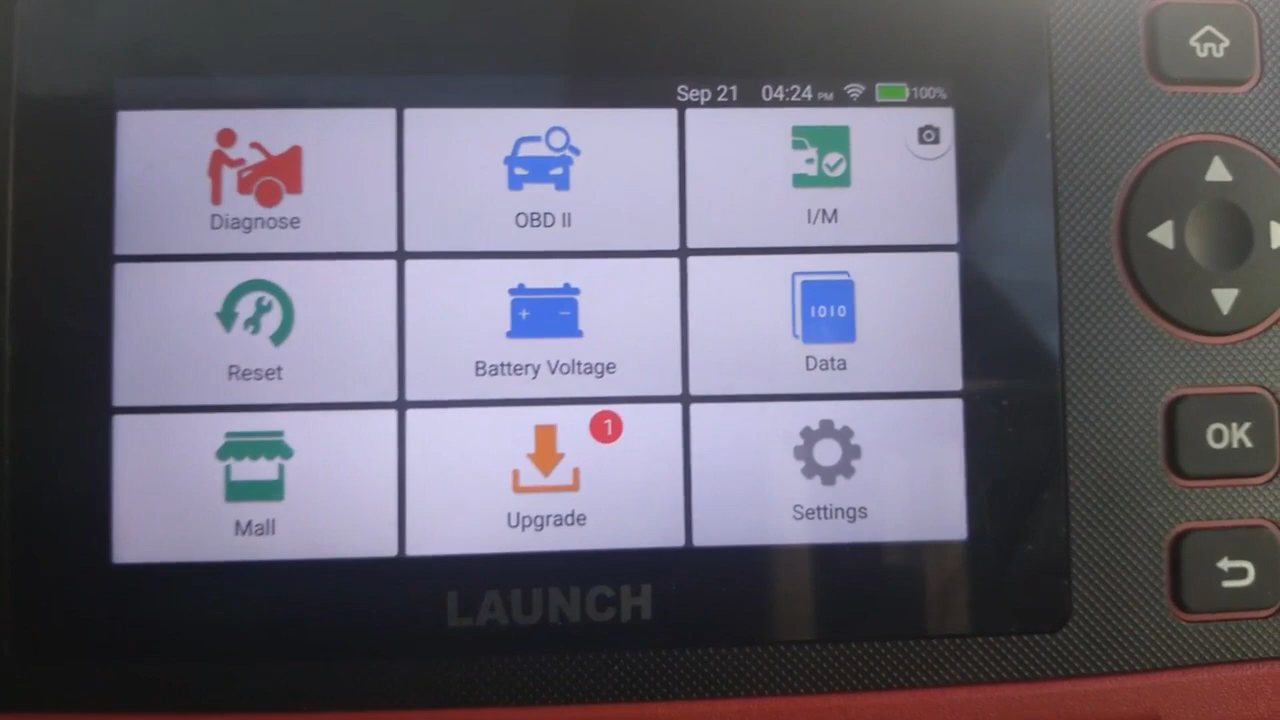 Sep 21 04:24 PM 100%
Diagnose
OBD II
I/M
Reset
+ −
Battery Voltage
1010
Data
Mall
1
Upgrade
Settings
LAUNCH
OK